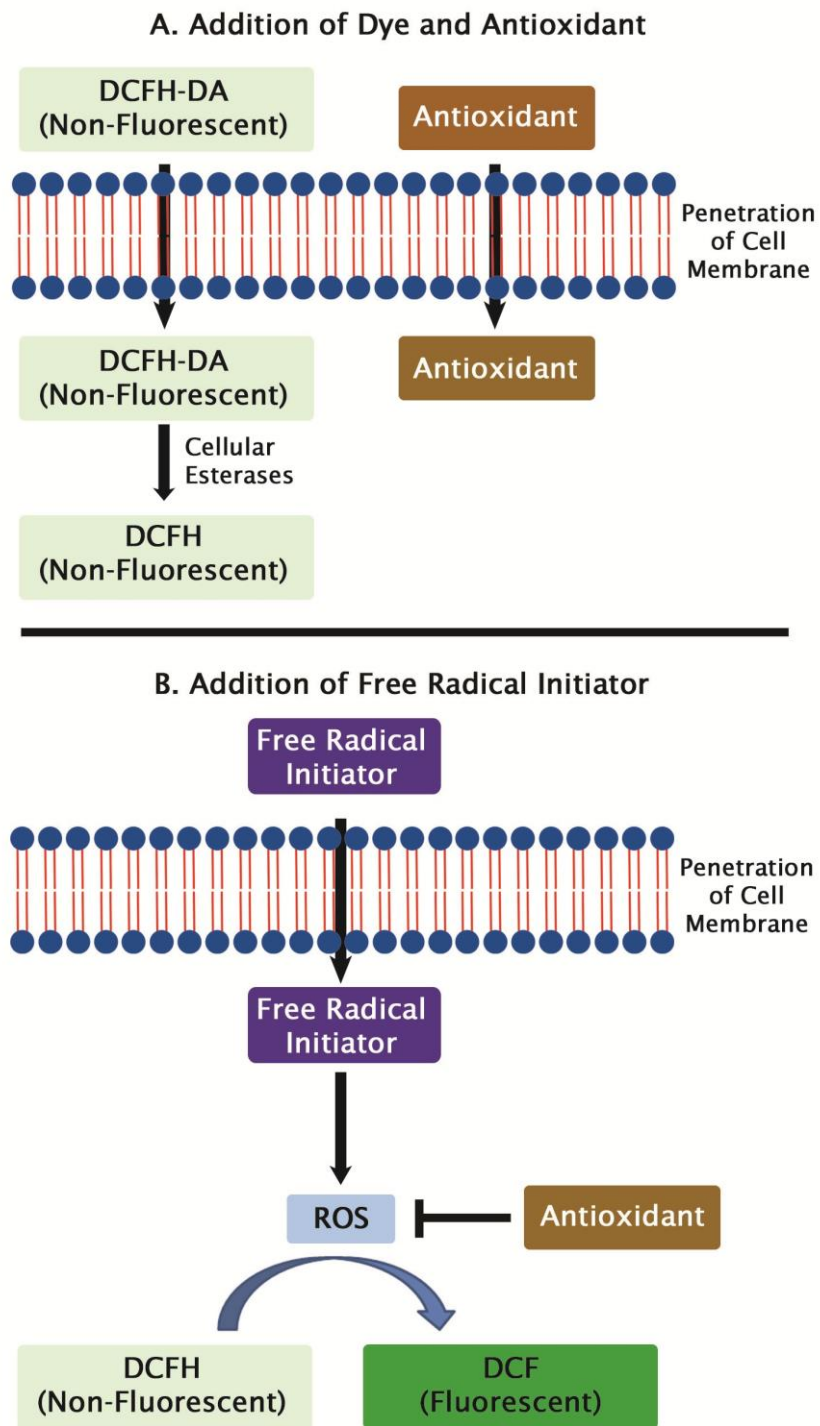 A. Addition of Dye and Antioxidant
DCFH-DA
(Non-Fluorescent)
Antioxidant
Penetration
of Cell
Membrane
DCFH-DA
(Non-Fluorescent)
Antioxidant
Cellular
Esterases
DCFH
(Non-Fluorescent)
B. Addition of Free Radical Initiator
Free Radical
Initiator
Penetration
of Cell
Membrane
Free Radical
Initiator
ROS
Antioxidant
DCFH
(Non-Fluorescent)
DCF
(Fluorescent)